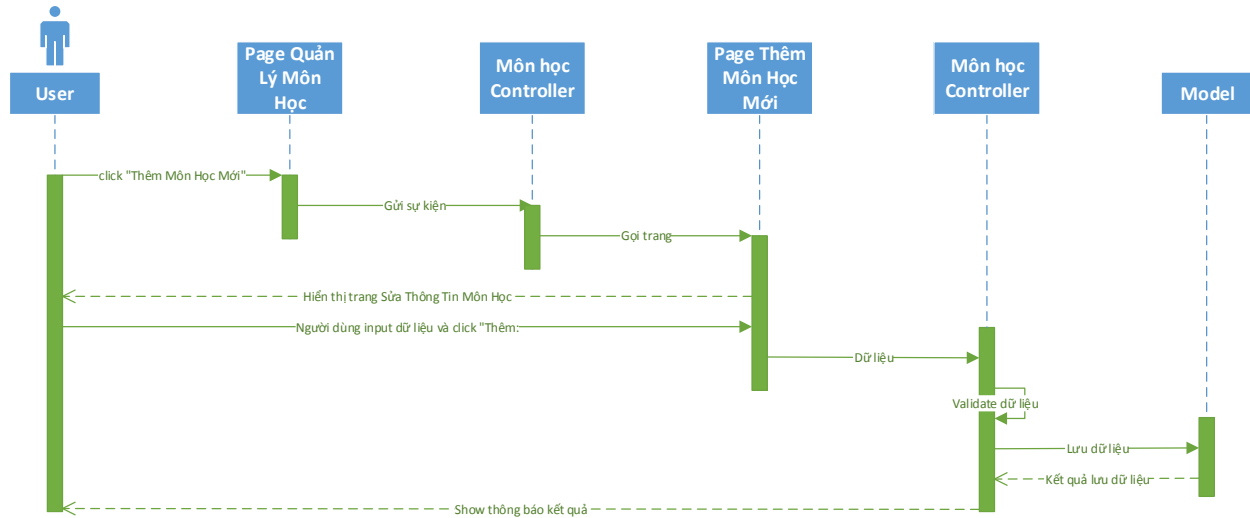 User
Page Quản
Lý Môn
Học
Môn học
Controller
Page Thêm
Môn Học
Mới
Môn học
Controller
Model
click "Thêm Môn Học Mới"
Gửi sự kiện
Gọi trang
Hiển thị trang Sửa Thông Tin Môn Học
Người dùng input dữ liệu và click "Thêm:
Dữ liệu
Validate dữ liệu
Lưu dữ liệu
Kết quả lưu dữ liệu
Show thông báo kết quả